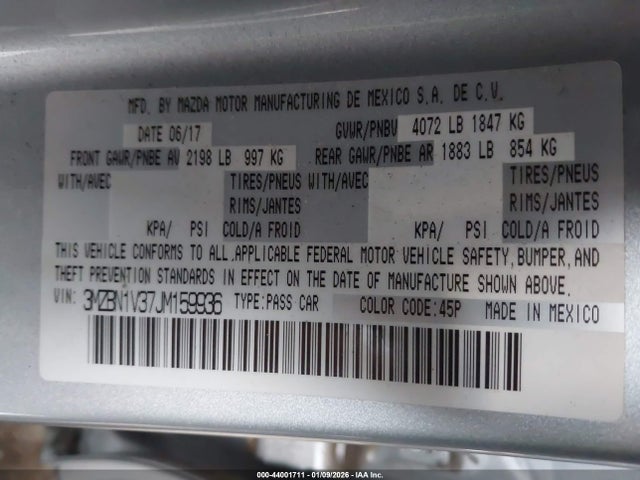 MFD. BY MAZDA MOTOR MANUFACTURING DE MEXICO S.A. DE C.V.
DATE 06/17 GVWR/PNBV 4072 LB 1847 KG
FRONT GAWR/PNBE AV 2198 LB 997 KG REAR GAWR/PNBE AR 1883 LB 854 KG
WITH/AVEC TIRES/PNEUS WITH/AVEC TIRES/PNEUS
RIMS/JANTES RIMS/JANTES
KPA/ PSI COLD/A FROID KPA/ PSI COLD/A FROID
THIS VEHICLE CONFORMS TO ALL APPLICABLE FEDERAL MOTOR VEHICLE SAFETY, BUMPER, AND
THEFT PREVENTION STANDARDS IN EFFECT ON THE DATE OF MANUFACTURE SHOWN ABOVE.
VIN: 3MZBN1V37JM159936 TYPE:PASS CAR COLOR CODE:45P MADE IN MEXICO
000-44001711 - 01/09/2026 - IAA Inc.